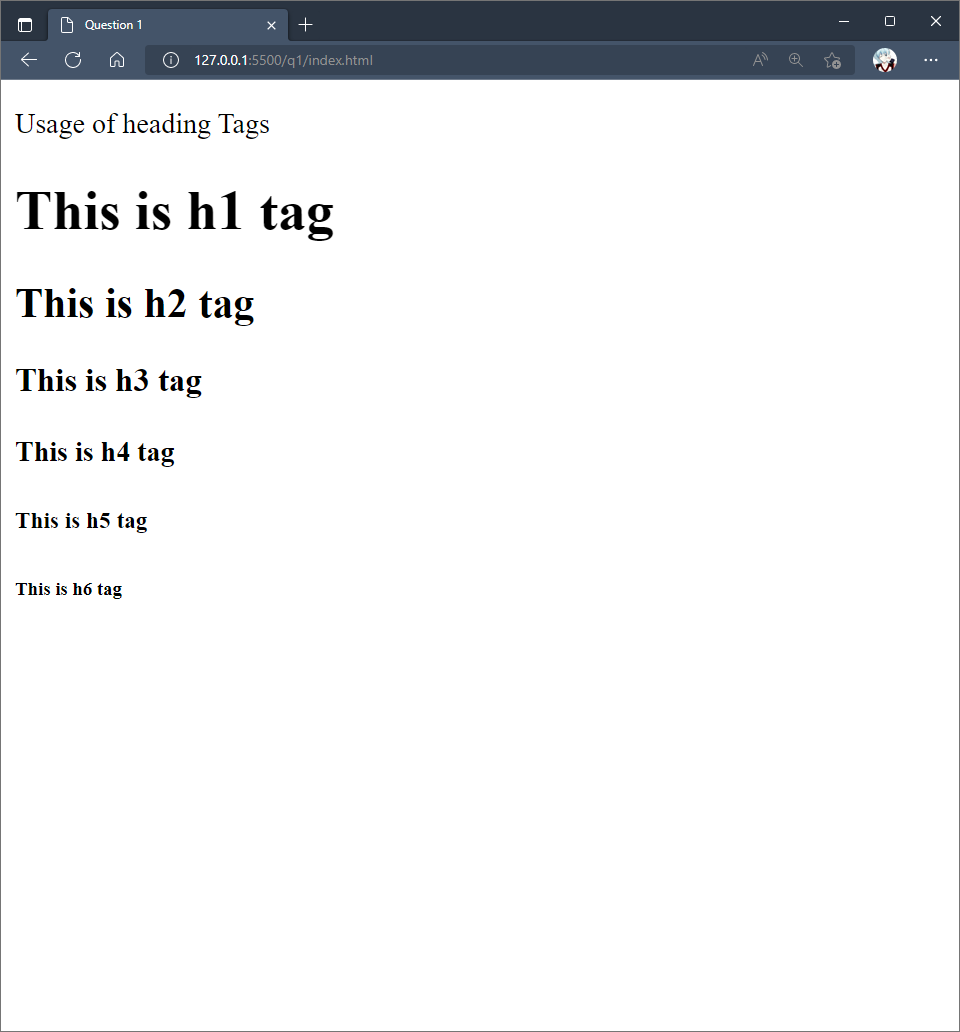 Question 1
127.0.0.1:5500/q1/index.html
Usage of heading Tags
This is h1 tag
This is h2 tag
This is h3 tag
This is h4 tag
This is h5 tag
This is h6 tag